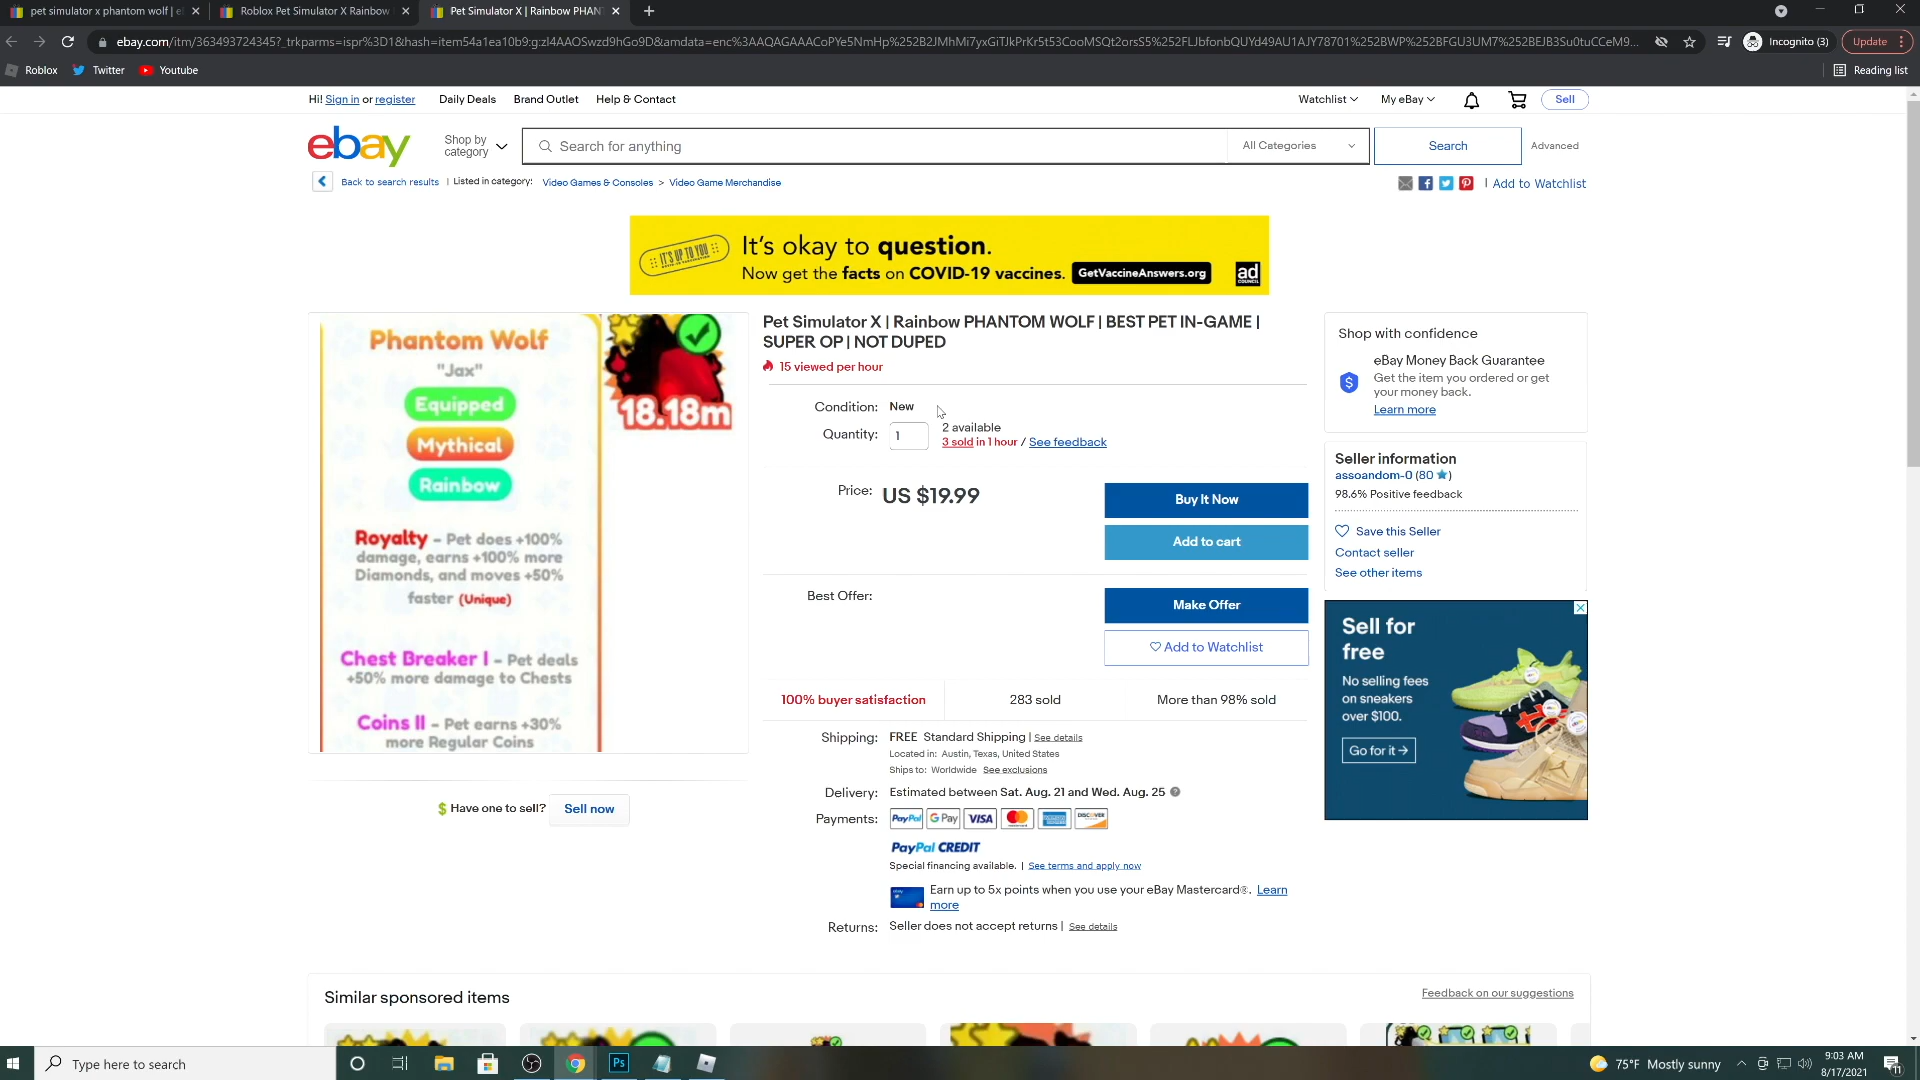 pet simulator x phantom wolf | e
Roblox Pet Simulator X Rainbow
Pet Simulator X | Rainbow PHAN
ebay.com/itm/363493724345?_trkparms=ispr%3D1&hash=item54a1ea10b9:g:zl4AAOSwzd9hGo9D&amdata=enc%3AAQAGAAACoPYe5NmHp%252B2JMhMi7yxGiTJkPrKr5t53CooMSQt2orsS5%252FLJbfonbQUYd49AU1AJY78701%252BWP%252BFGU3UM7%252BEJB3Su0tuCCeM9...
Incognito (3)
Update
Roblox
Twitter
Youtube
Reading list
Hi! Sign in or register
Daily Deals
Brand Outlet
Help & Contact
Watchlist
My eBay
Sell
ebay
Shop by
category
Search for anything
All Categories
Search
Advanced
Back to search results | Listed in category: Video Games & Consoles > Video Game Merchandise
| Add to Watchlist
IT'S UP TO YOU
It's okay to question.
Now get the facts on COVID-19 vaccines. GetVaccineAnswers.org
ad
COUNCIL
Phantom Wolf
"Jax"
Equipped
Mythical
Rainbow
Royalty - Pet does +100%
damage, earns +100% more
Diamonds, and moves +50%
faster (Unique)
Chest Breaker I - Pet deals
+50% more damage to Chests
Coins II - Pet earns +30%
more Regular Coins
18.18m
$ Have one to sell? Sell now
Pet Simulator X | Rainbow PHANTOM WOLF | BEST PET IN-GAME |
SUPER OP | NOT DUPED
15 viewed per hour
Condition: New
Quantity: 1
2 available
3 sold in 1 hour / See feedback
Price: US $19.99
Buy It Now
Add to cart
Best Offer:
Make Offer
Add to Watchlist
100% buyer satisfaction
283 sold
More than 98% sold
Shipping: FREE Standard Shipping | See details
Located in: Austin, Texas, United States
Ships to: Worldwide See exclusions
Delivery: Estimated between Sat. Aug. 21 and Wed. Aug. 25
Payments: PayPal G Pay VISA DISCOVER
PayPal CREDIT
Special financing available. | See terms and apply now
Earn up to 5x points when you use your eBay Mastercard®. Learn
more
Returns: Seller does not accept returns | See details
Shop with confidence
eBay Money Back Guarantee
Get the item you ordered or get
your money back.
Learn more
Seller information
assoandom-0 (80 )
98.6% Positive feedback
Save this Seller
Contact seller
See other items
Sell for
free
No selling fees
on sneakers
over $100.
Go for it →
Similar sponsored items
Feedback on our suggestions
Type here to search
Ps
75°F Mostly sunny
9:03 AM
8/17/2021
11